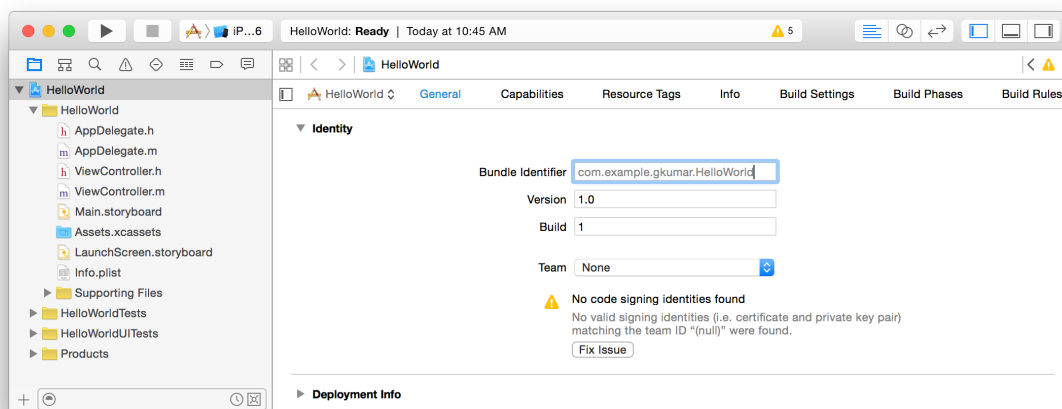 iP...6
HelloWorld: Ready | Today at 10:45 AM
5
HelloWorld
HelloWorld
HelloWorld
General
Capabilities
Resource Tags
Info
Build Settings
Build Phases
Build Rules
HelloWorld
h AppDelegate.h
m AppDelegate.m
h ViewController.h
m ViewController.m
Main.storyboard
Assets.xcassets
LaunchScreen.storyboard
Info.plist
Supporting Files
HelloWorldTests
HelloWorldUITests
Products
Identity
Bundle Identifier com.example.gkumar.HelloWorld
Version 1.0
Build 1
Team None
No code signing identities found
No valid signing identities (i.e. certificate and private key pair)
matching the team ID “(null)” were found.
Fix Issue
Deployment Info